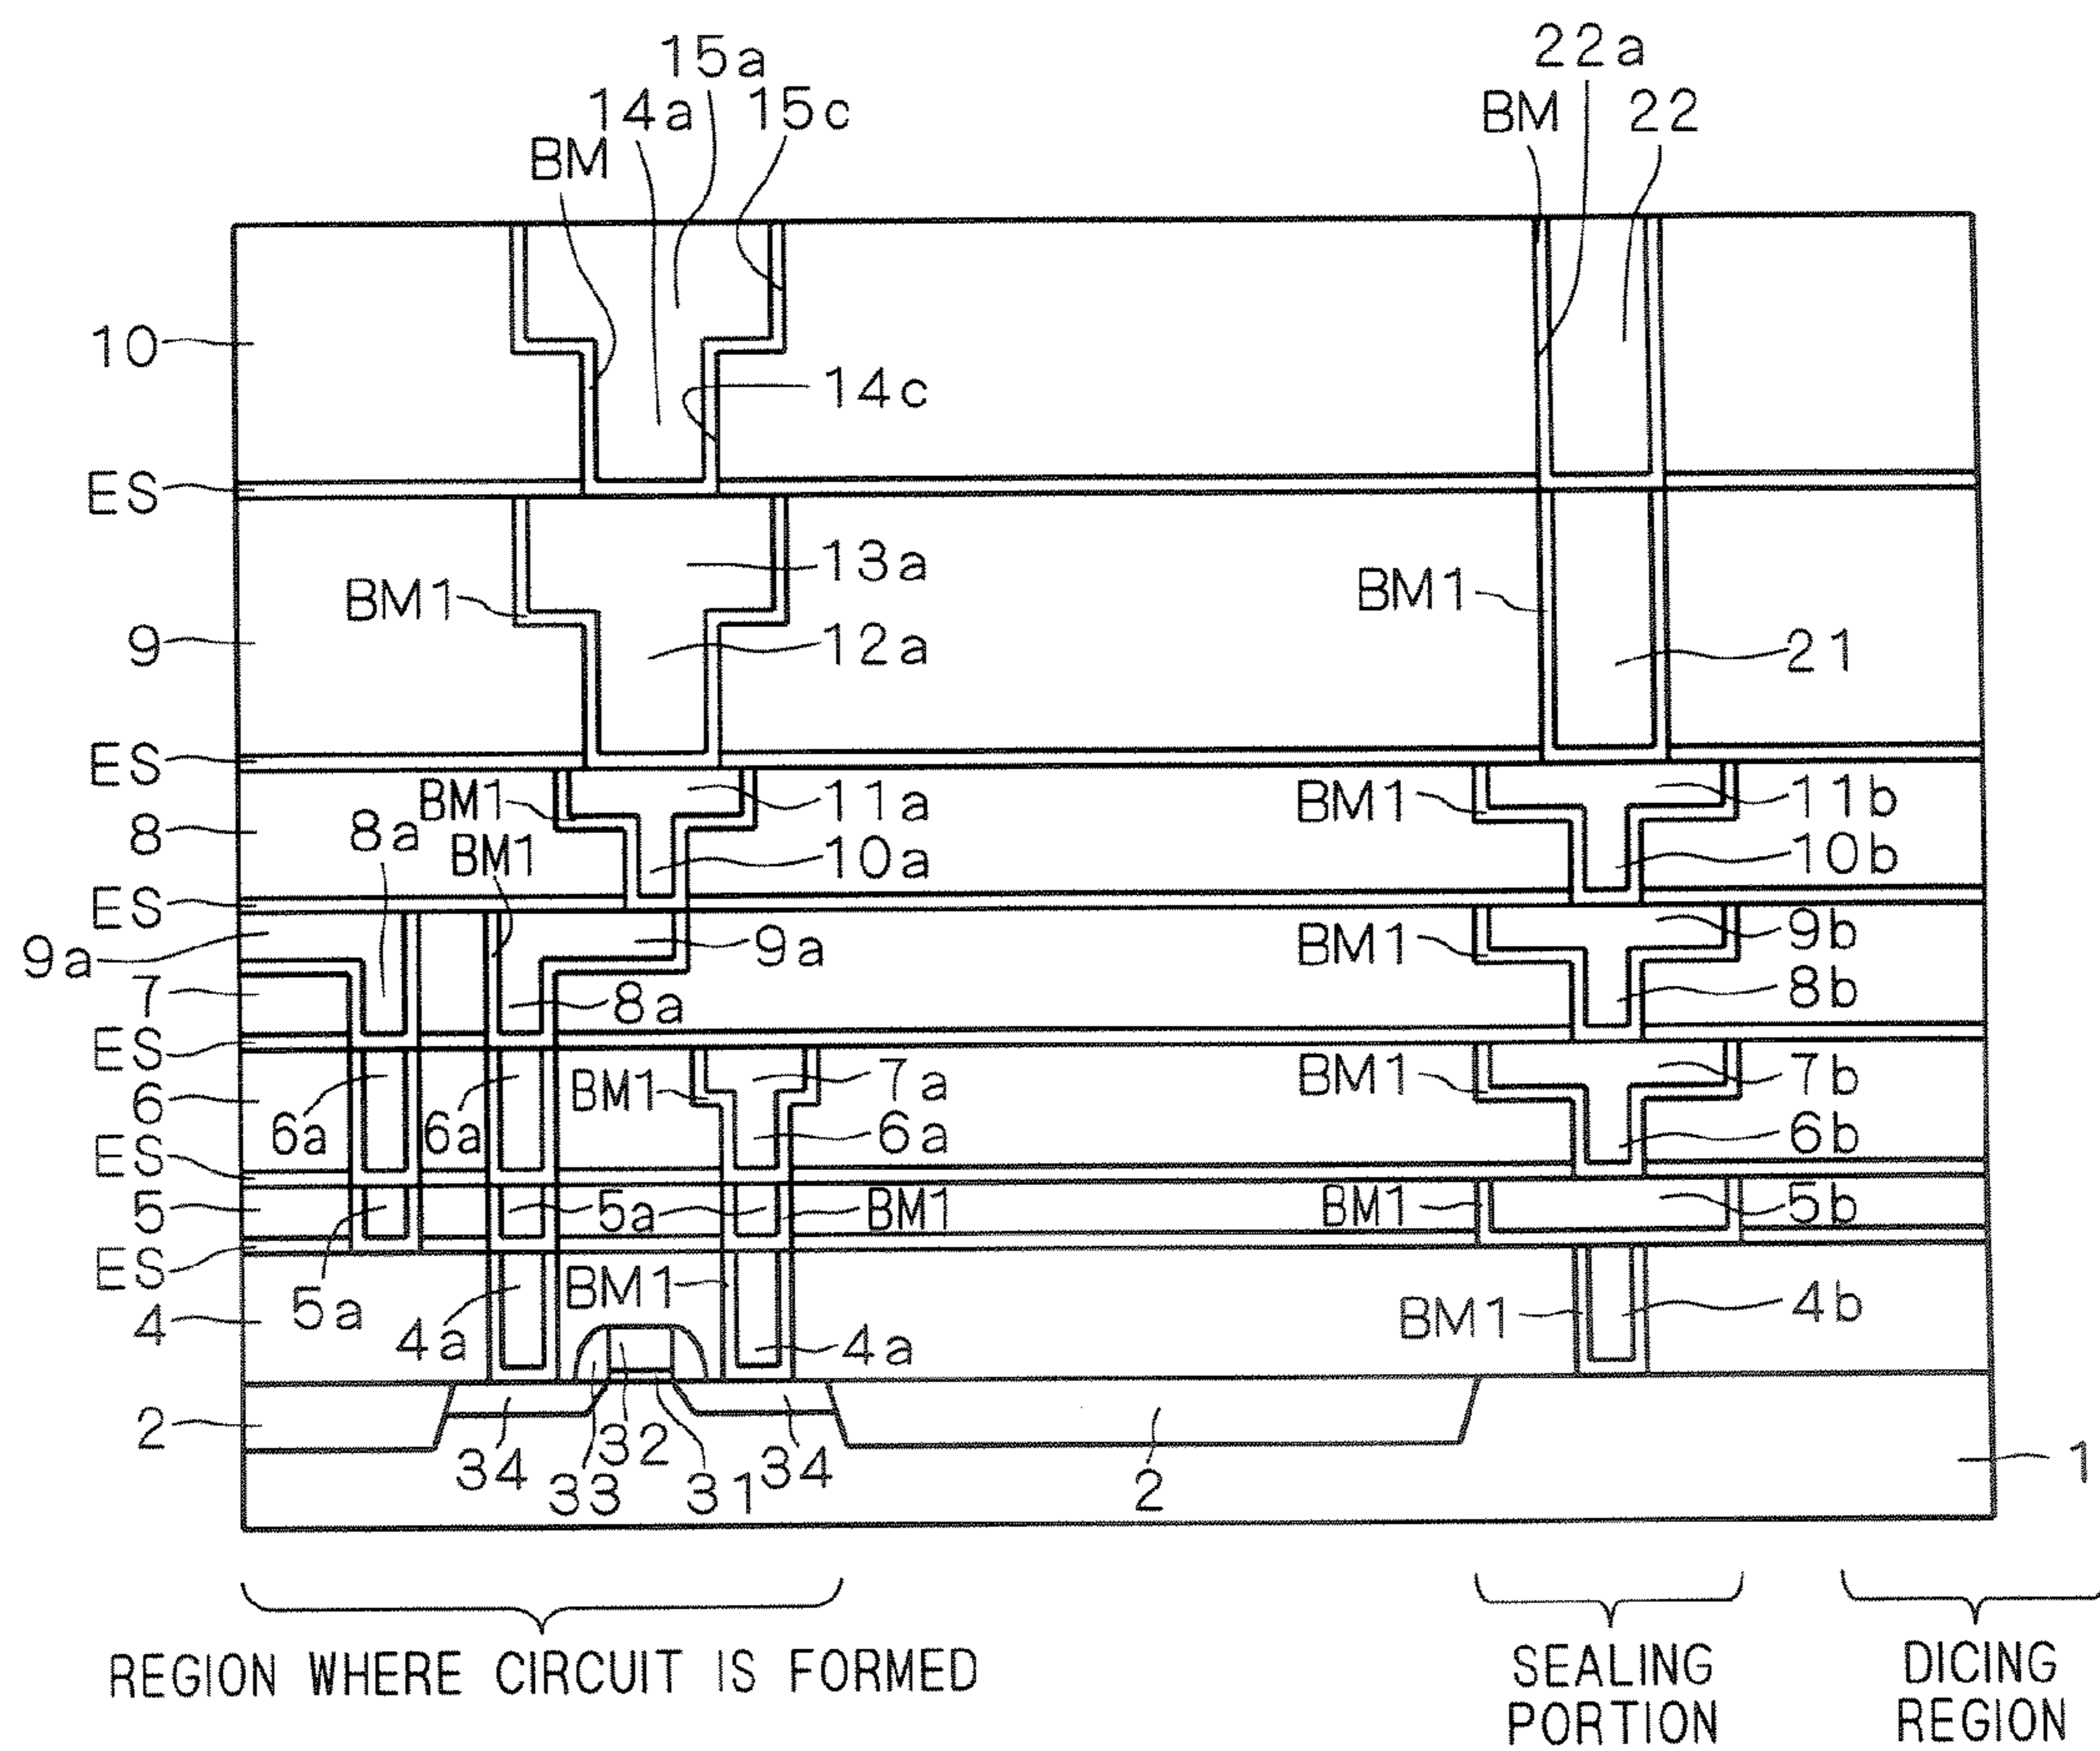 15a
22a
14a 15c
BM 22
BM
10
14c
ES
13a
BM1
BM1
9
12a
21
ES
BM1
11a
BM1
11b
8
8a
BM1
10a
10b
ES
9a
9a
BM1
9b
7
8a
8b
ES
BM1
7a
BM1
7b
6
6a
6a
6a
6b
ES
5
5a
BM1
BM1
5b
ES
5a
BM1
4
4a
4a
BM1
4b
2
34
33
32
31
34
2
1
REGION WHERE CIRCUIT IS FORMED
SEALING
PORTION
DICING
REGION